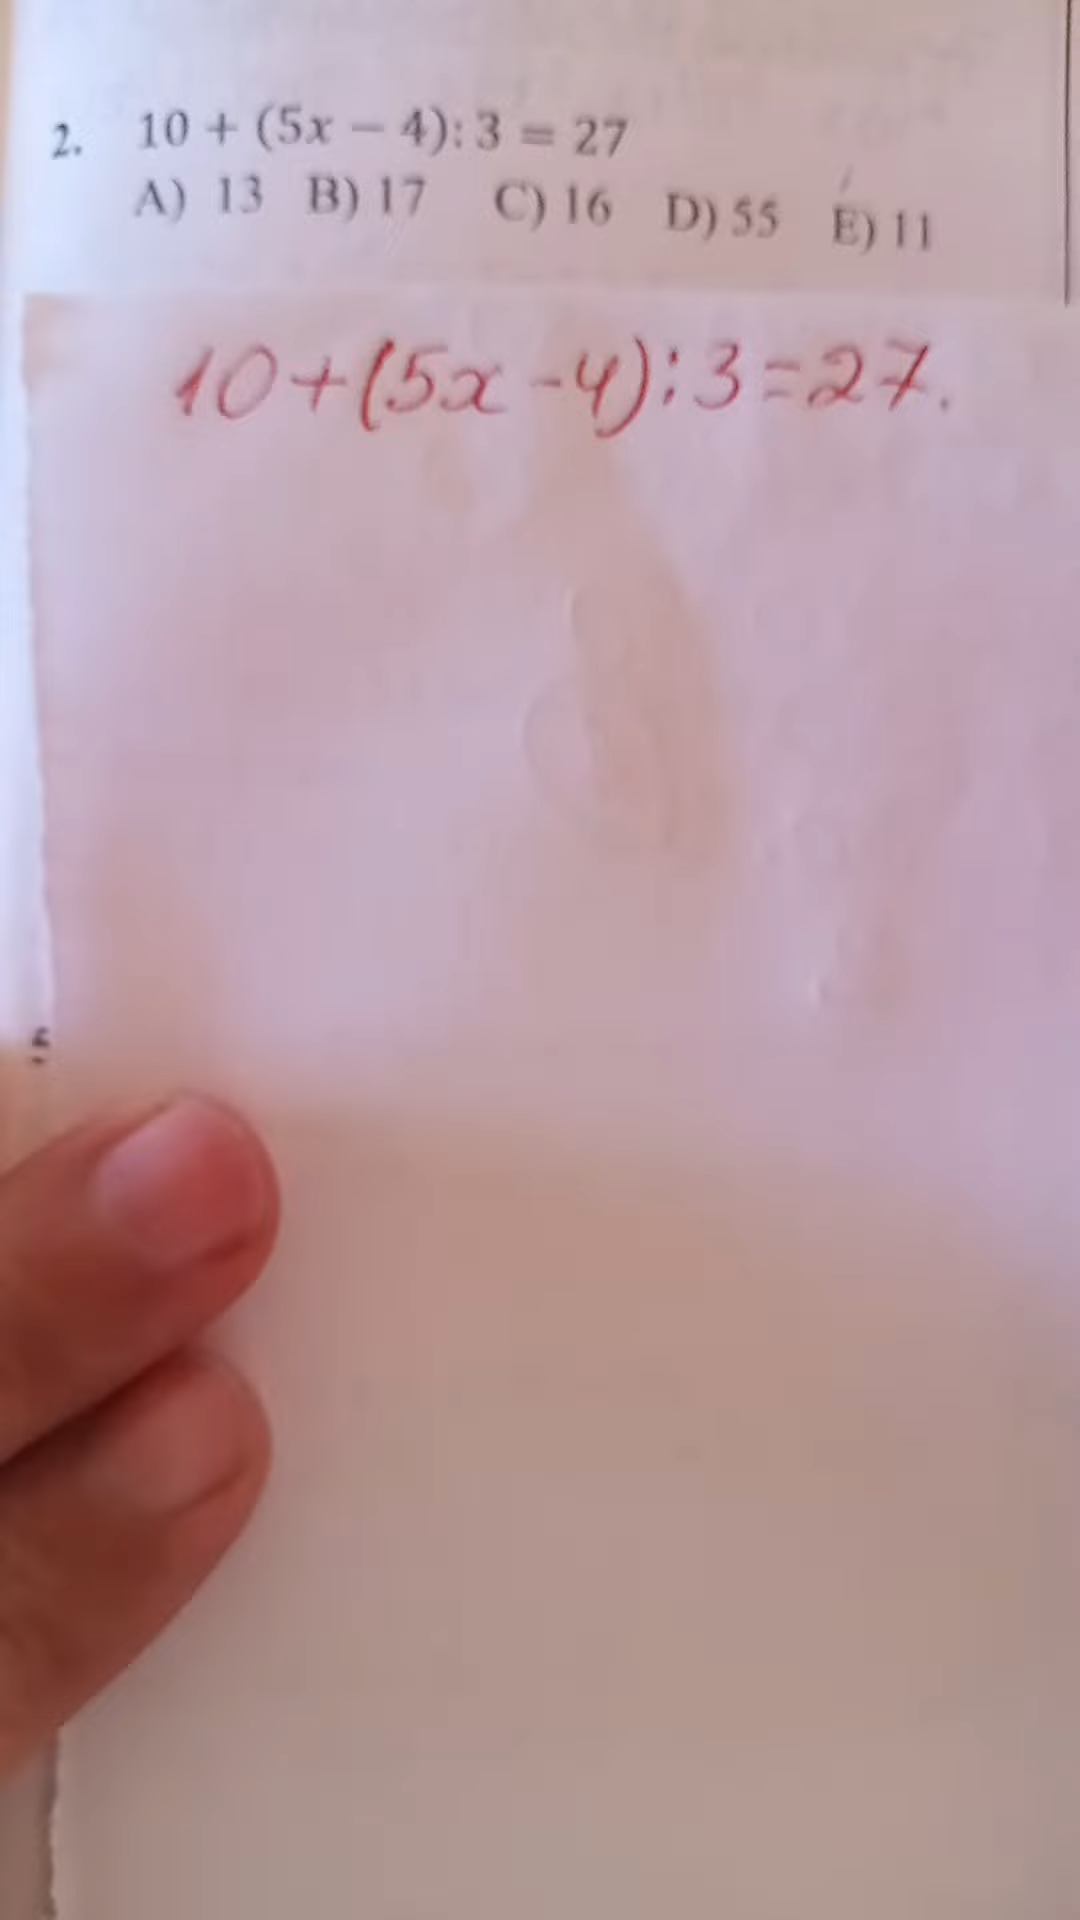 2. 10 + (5x − 4): 3 = 27
A) 13 B) 17 C) 16 D) 55 E) 11
10+(5x-4):3=27.